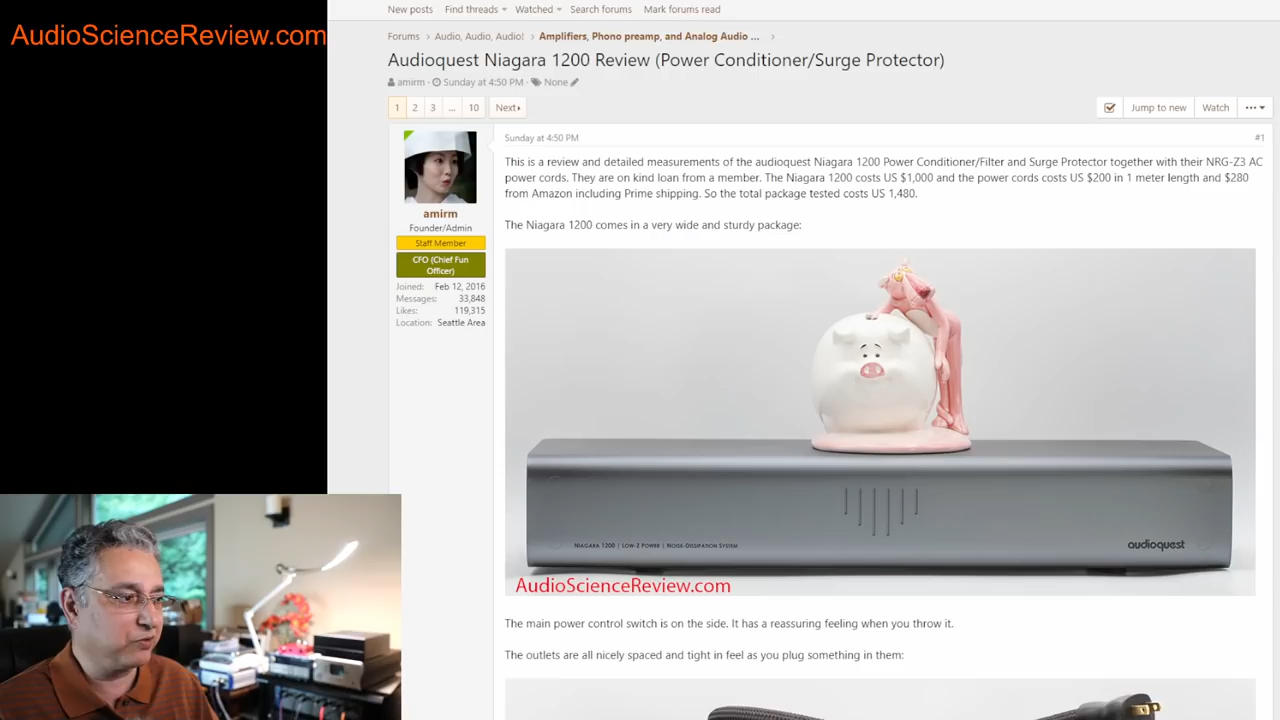 AudioScienceReview.com
New posts Find threads Watched Search forums Mark forums read
Forums Audio, Audio, Audio! Amplifiers, Phono preamp, and Analog Audio ...
Audioquest Niagara 1200 Review (Power Conditioner/Surge Protector)
amirm Sunday at 4:50 PM None
1 2 3 ... 10 Next Jump to new Watch
Sunday at 4:50 PM #1
This is a review and detailed measurements of the audioquest Niagara 1200 Power Conditioner/Filter and Surge Protector together with their NRG-Z3 AC
power cords. They are on kind loan from a member. The Niagara 1200 costs US $1,000 and the power cords costs US $200 in 1 meter length and $280
from Amazon including Prime shipping. So the total package tested costs US 1,480.
The Niagara 1200 comes in a very wide and sturdy package:
amirm
Founder/Admin
Staff Member
CFO (Chief Fun
Officer)
Joined: Feb 12, 2016
Messages: 33,848
Likes: 119,315
Location: Seattle Area
Niagara 1200 | Low-Z Power | Noise-Dissipation System
audioquest
AudioScienceReview.com
The main power control switch is on the side. It has a reassuring feeling when you throw it.
The outlets are all nicely spaced and tight in feel as you plug something in them: